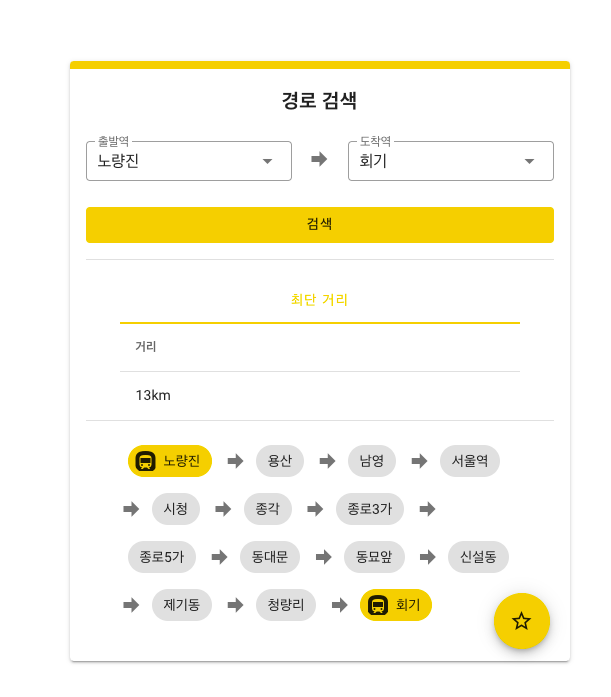 경로 검색
출발역 도착역
노량진 회기
검색
최단 거리
거리
13km
노량진 용산 남영 서울역
시청 종각 종로3가
종로5가 동대문 동묘앞 신설동
제기동 청량리 회기